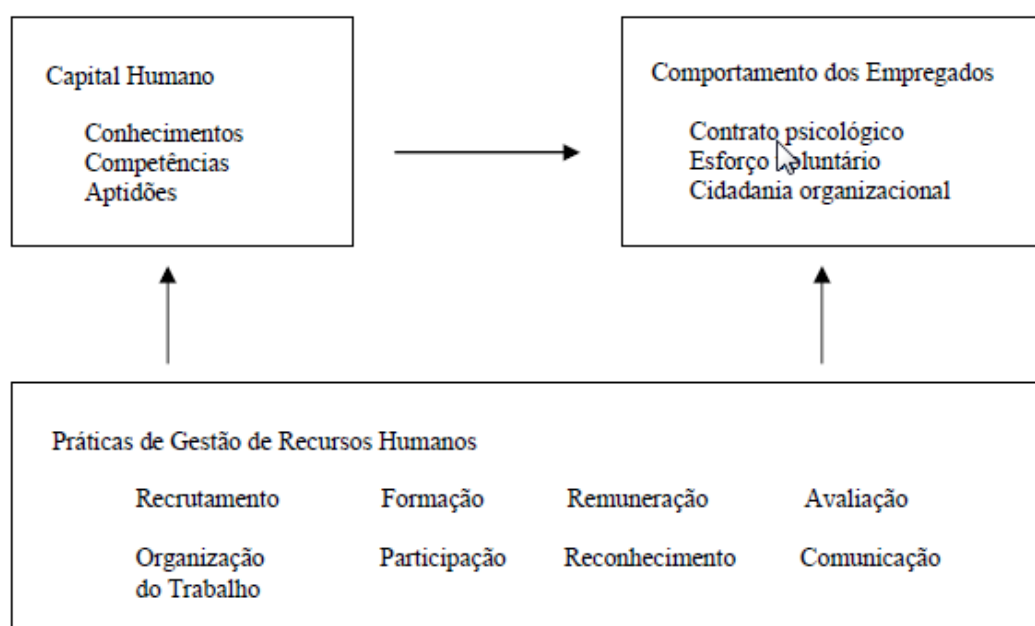 Capital Humano
Conhecimentos
Competências
Aptidões
Comportamento dos Empregados
Contrato psicológico
Esforço voluntário
Cidadania organizacional
Práticas de Gestão de Recursos Humanos
Recrutamento Formação Remuneração Avaliação
Organização Participação Reconhecimento Comunicação
do Trabalho